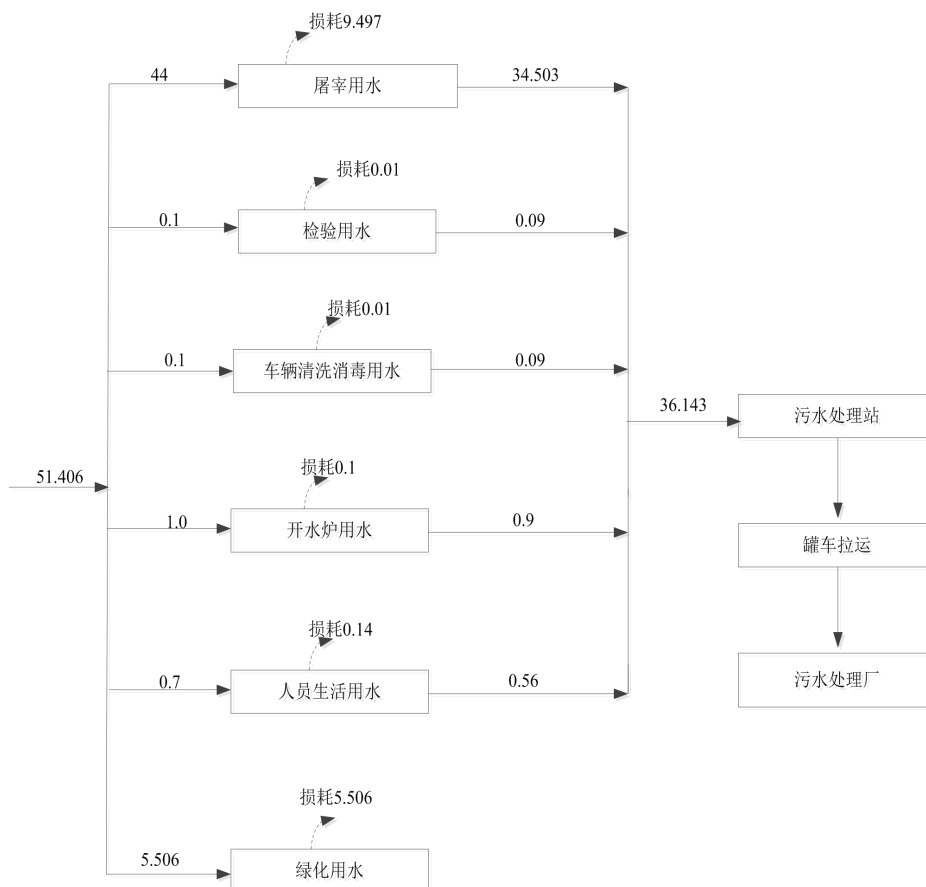 损耗9.497
44
屠宰用水
34.503
损耗0.01
0.1
检验用水
0.09
损耗0.01
0.1
车辆清洗消毒用水
0.09
36.143
污水处理站
51.406
损耗0.1
1.0
开水炉用水
0.9
罐车拉运
损耗0.14
0.7
人员生活用水
0.56
污水处理厂
损耗5.506
5.506
绿化用水